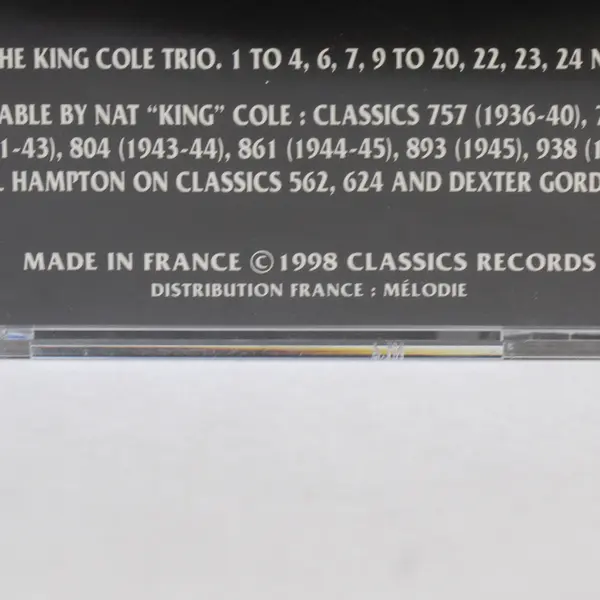 HE KING COLE TRIO. 1 TO 4, 6, 7, 9 TO 20, 22, 23, 24 N
ABLE BY NAT “KING” COLE : CLASSICS 757 (1936-40), 7
1-43), 804 (1943-44), 861 (1944-45), 893 (1945), 938 (1
L HAMPTON ON CLASSICS 562, 624 AND DEXTER GORD
MADE IN FRANCE © 1998 CLASSICS RECORDS
DISTRIBUTION FRANCE : MÉLODIE